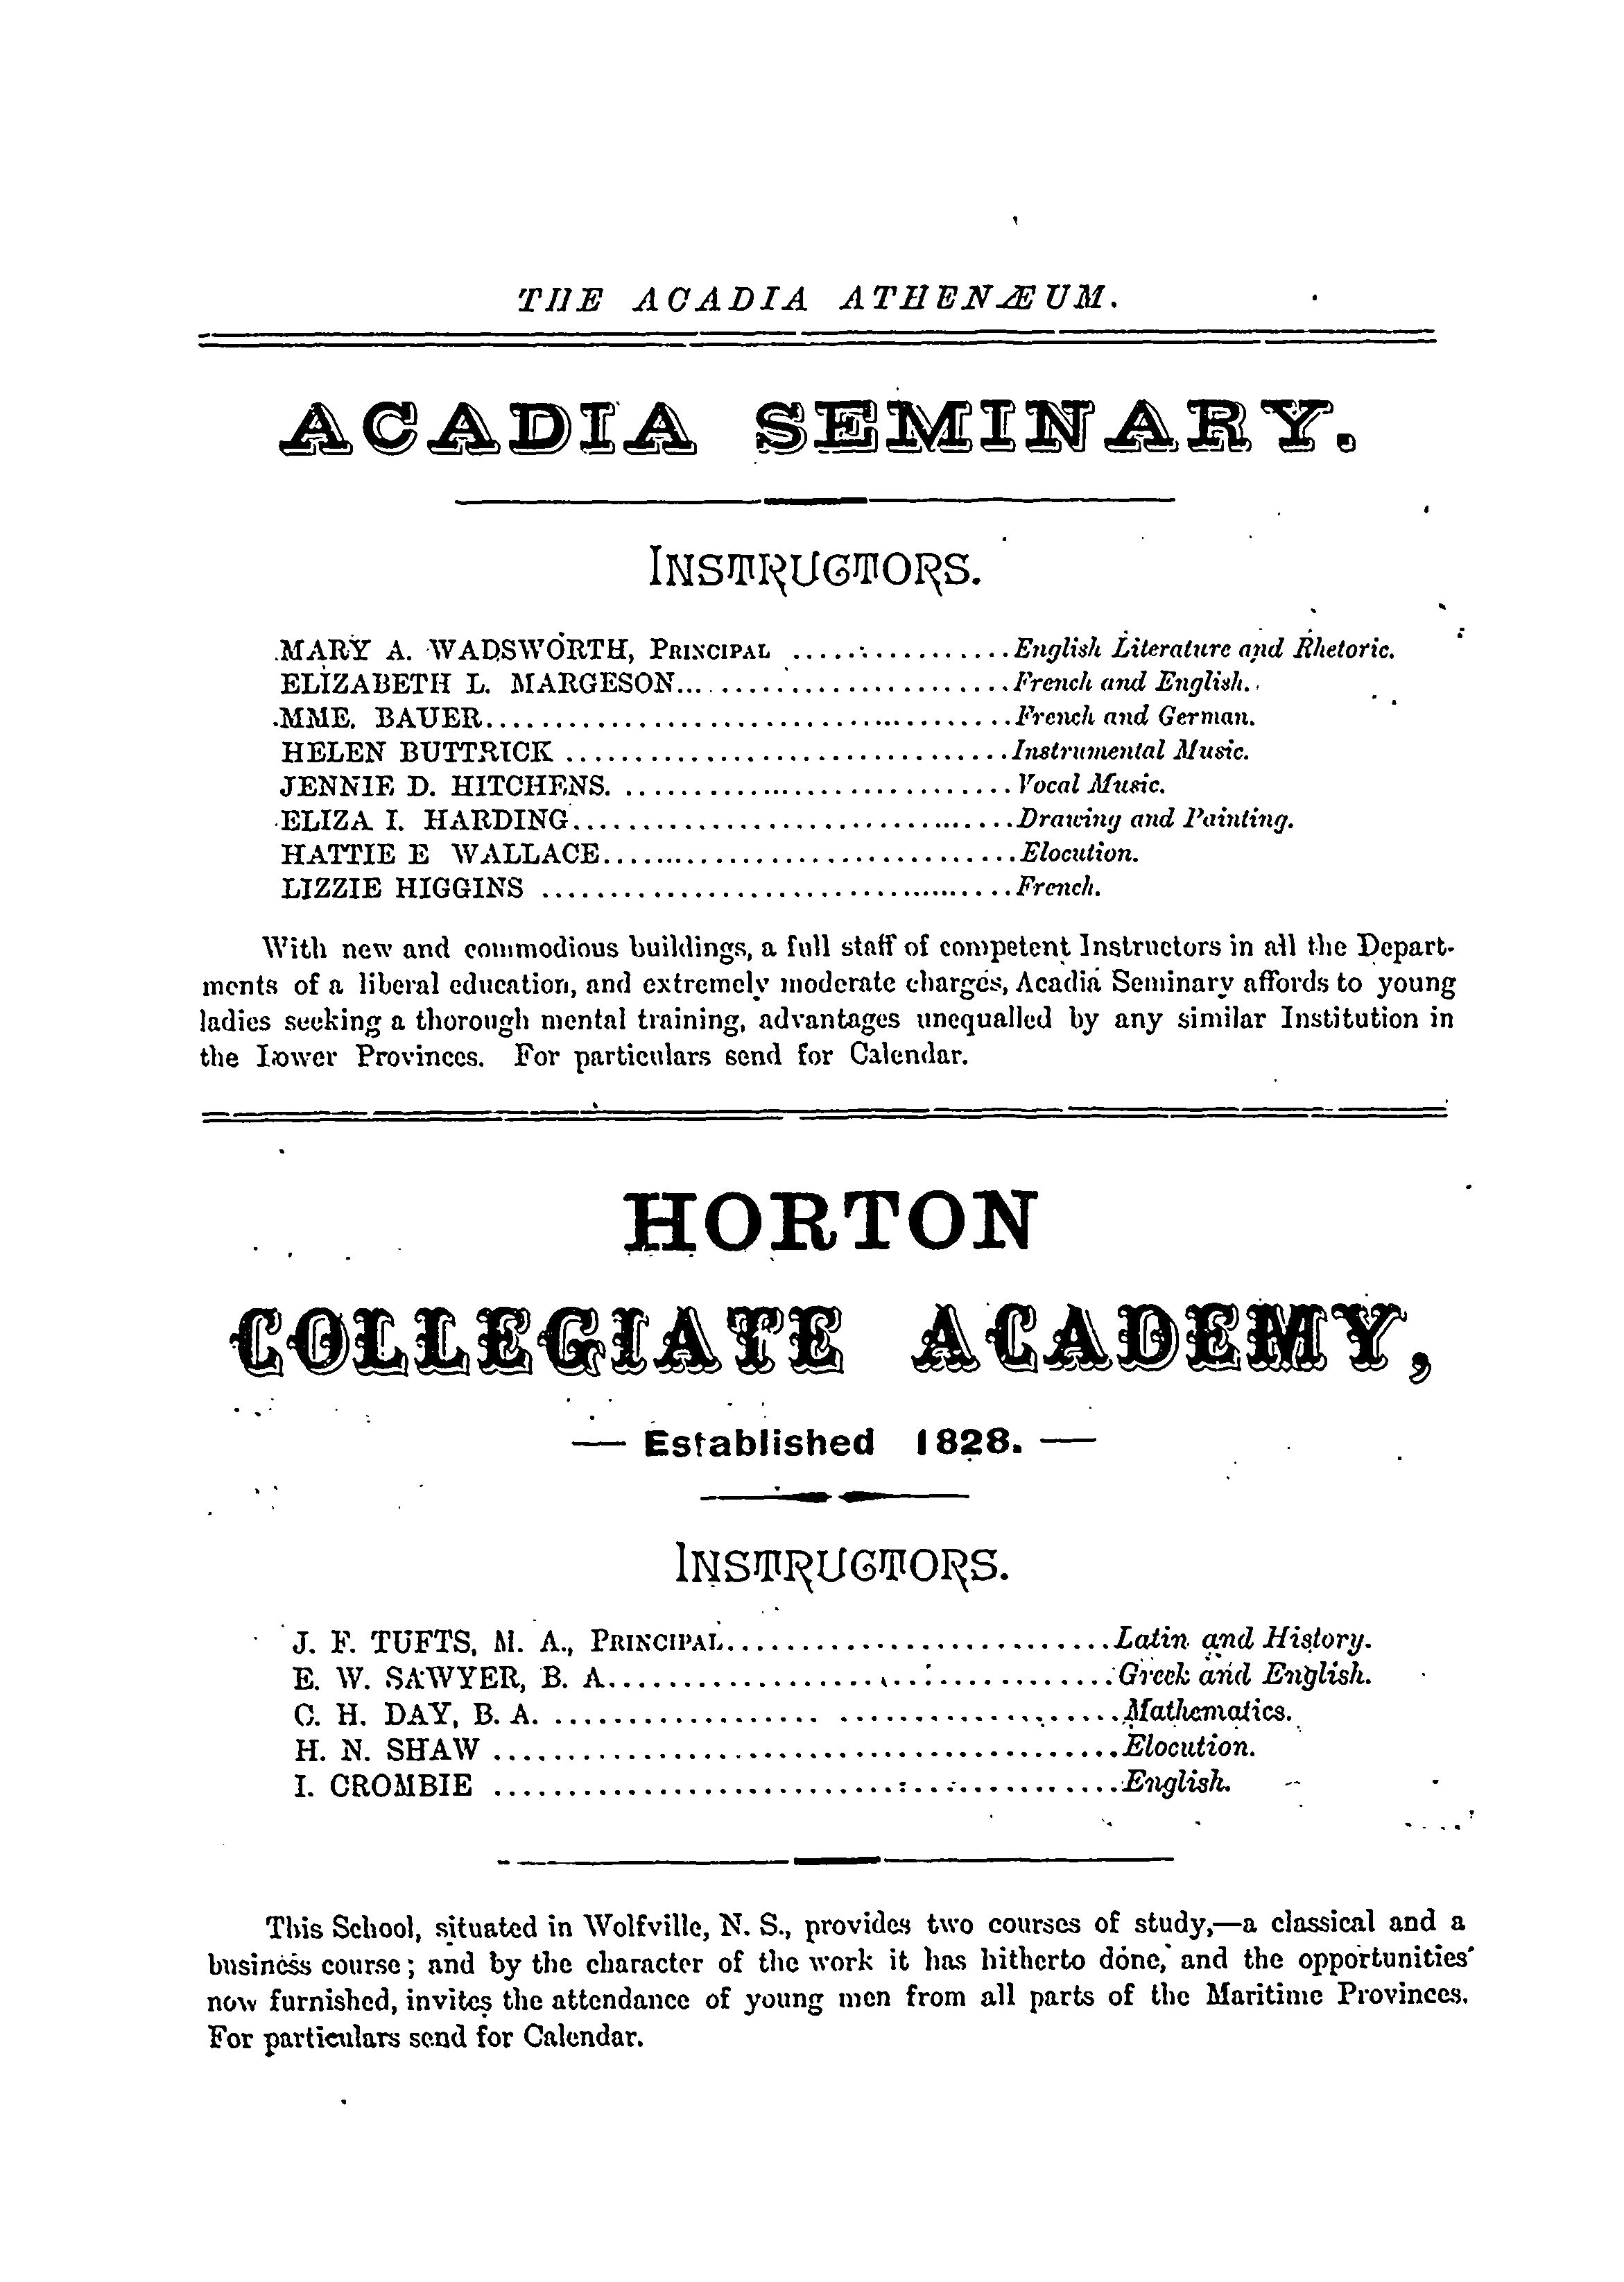 THE ACADIA ATHENÆUM.
ACADIA SEMINARY.
INSTRUCTORS.
MARY A. WADSWORTH, PRINCIPAL ................English Literature and Rhetoric.
ELIZABETH L. MARGESON........................French and English.
MME. BAUER......................................French and German.
HELEN BUTTRICK ................................Instrumental Music.
JENNIE D. HITCHENS. .............................Vocal Music.
ELIZA I. HARDING................................Drawing and Painting.
HATTIE E WALLACE..............................Elocution.
LIZZIE HIGGINS ..................................French.
With new and commodious buildings, a full staff of competent Instructors in all the Depart-
ments of a liberal education, and extremely moderate charges, Acadia Seminary affords to young
ladies seeking a thorough mental training, advantages unequalled by any similar Institution in
the Lower Provinces. For particulars send for Calendar.
HORTON
COLLEGIATE ACADEMY,
— Established 1828. —
INSTRUCTORS.
J. F. TUFTS, M. A., PRINCIPAL..........................Latin and History.
E. W. SAWYER, B. A..................................Greek and English.
C. H. DAY, B. A. .......................................Mathematics.
H. N. SHAW ..........................................Elocution.
I. CROMBIE ..........................................English.
This School, situated in Wolfville, N. S., provides two courses of study,—a classical and a
business course; and by the character of the work it has hitherto done, and the opportunities
now furnished, invites the attendance of young men from all parts of the Maritime Provinces.
For particulars send for Calendar.